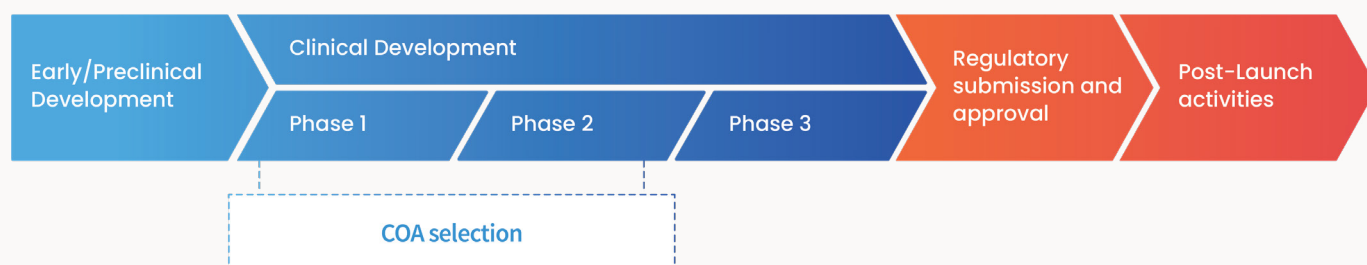 Early/Preclinical
Development
Clinical Development
Phase 1
Phase 2
Phase 3
Regulatory
submission and
approval
Post-Launch
activities
COA selection